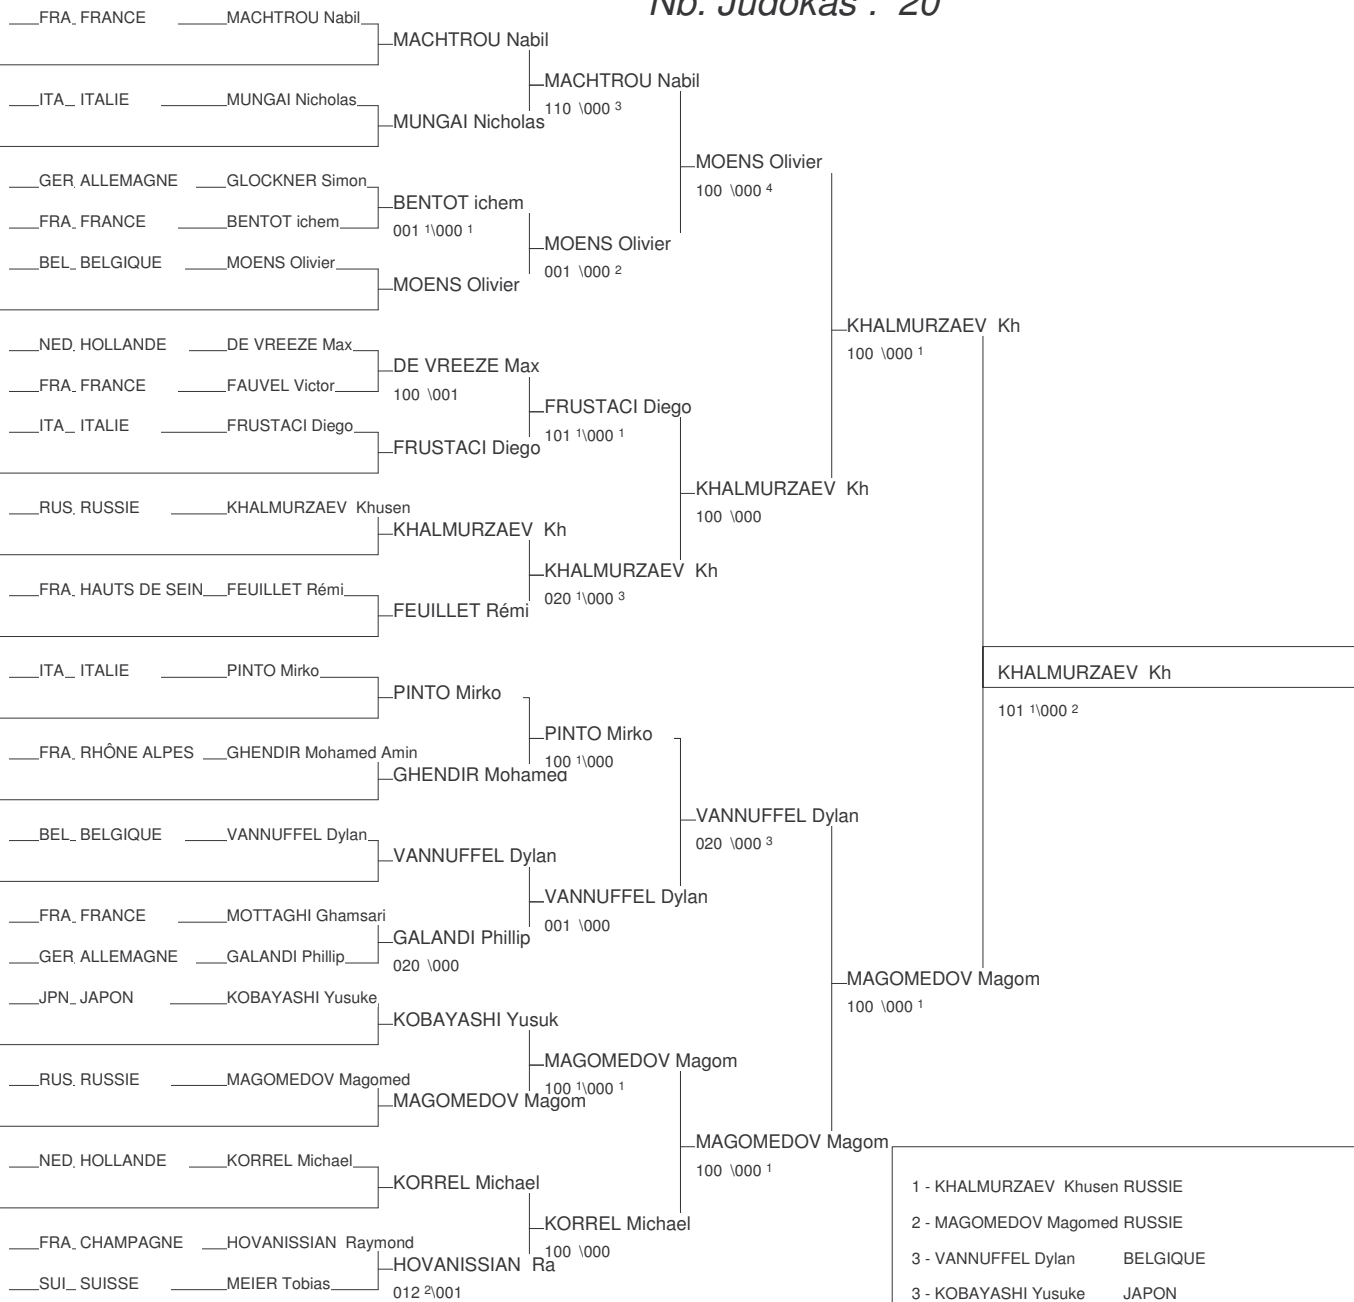 Nb. Judokas : 20
FRA FRANCE MACHTROU Nabil
MACHTROU Nabil
MACHTROU Nabil
110 \000 3
ITA ITALIE MUNGAI Nicholas
MUNGAI Nicholas
MOENS Olivier
100 \000 4
GER ALLEMAGNE GLOCKNER Simon
BENTOT ichem
001 1\000 1
FRA FRANCE BENTOT ichem
MOENS Olivier
001 \000 2
BEL BELGIQUE MOENS Olivier
MOENS Olivier
KHALMURZAEV Kh
100 \000 1
NED HOLLANDE DE VREEZE Max
DE VREEZE Max
100 \001
FRA FRANCE FAUVEL Victor
FRUSTACI Diego
101 1\000 1
ITA ITALIE FRUSTACI Diego
FRUSTACI Diego
KHALMURZAEV Kh
100 \000
RUS RUSSIE KHALMURZAEV Khusen
KHALMURZAEV Kh
KHALMURZAEV Kh
020 1\000 3
FRA HAUTS DE SEIN FEUILLET Rémi
FEUILLET Rémi
KHALMURZAEV Kh
101 1\000 2
ITA ITALIE PINTO Mirko
PINTO Mirko
PINTO Mirko
100 1\000
FRA RHÔNE ALPES GHENDIR Mohamed Amin
GHENDIR Mohamed
VANNUFFEL Dylan
020 \000 3
BEL BELGIQUE VANNUFFEL Dylan
VANNUFFEL Dylan
VANNUFFEL Dylan
001 \000
FRA FRANCE MOTTAGHI Ghamsari
GALANDI Phillip
020 \000
GER ALLEMAGNE GALANDI Phillip
MAGOMEDOV Magom
100 \000 1
JPN JAPON KOBAYASHI Yusuke
KOBAYASHI Yusuk
MAGOMEDOV Magom
100 1\000 1
RUS RUSSIE MAGOMEDOV Magomed
MAGOMEDOV Magom
MAGOMEDOV Magom
100 \000 1
NED HOLLANDE KORREL Michael
KORREL Michael
KORREL Michael
100 \000
FRA CHAMPAGNE HOVANISSIAN Raymond
HOVANISSIAN Ra
012 2\001
SUI SUISSE MEIER Tobias
1 - KHALMURZAEV Khusen RUSSIE
2 - MAGOMEDOV Magomed RUSSIE
3 - VANNUFFEL Dylan BELGIQUE
3 - KOBAYASHI Yusuke JAPON